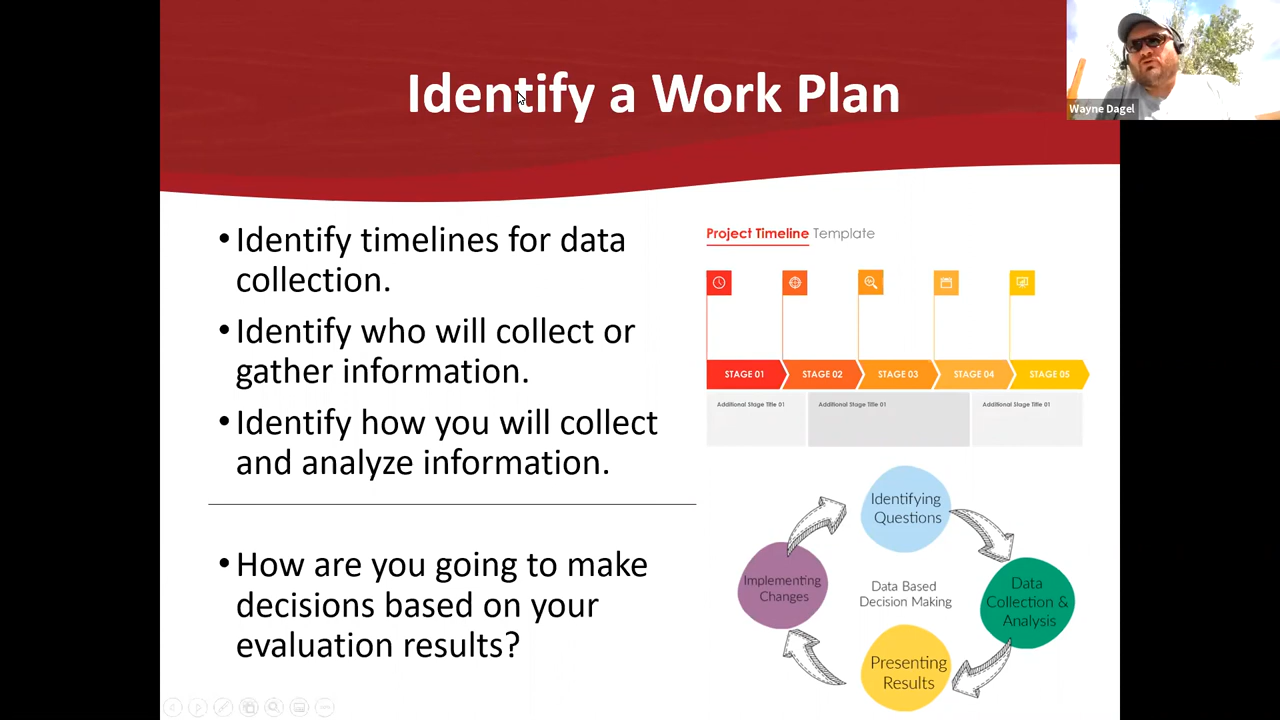 Identify a Work Plan
Wayne Dagel
• Identify timelines for data
collection.
• Identify who will collect or
gather information.
• Identify how you will collect
and analyze information.
• How are you going to make
decisions based on your
evaluation results?
Project Timeline Template
STAGE 01 STAGE 02 STAGE 03 STAGE 04 STAGE 05
Additional Stage Title 01 Additional Stage Title 01 Additional Stage Title 01
Identifying
Questions
Data
Collection &
Analysis
Presenting
Results
Implementing
Changes
Data Based
Decision Making